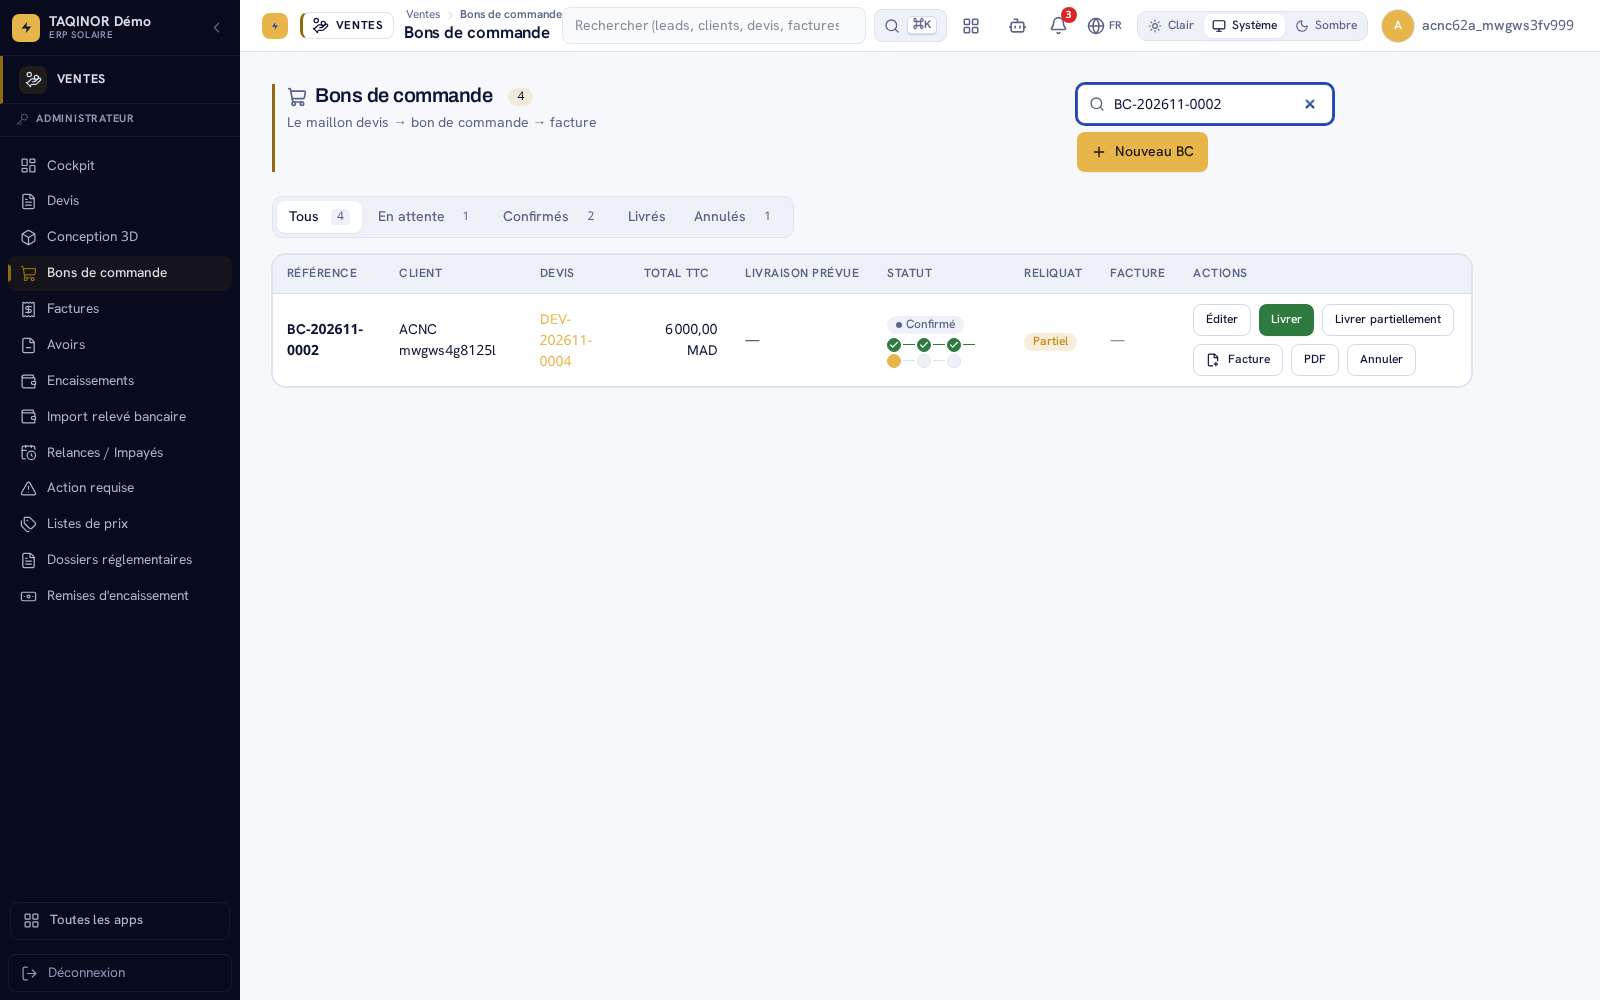 TAQINOR Démo
ERP SOLAIRE
VENTES
ADMINISTRATEUR
Cockpit
Devis
Conception 3D
Bons de commande
Factures
Avoirs
Encaissements
Import relevé bancaire
Relances / Impayés
Action requise
Listes de prix
Dossiers réglementaires
Remises d'encaissement
Toutes les apps
Déconnexion
VENTES
Ventes > Bons de commande
Bons de commande
Rechercher (leads, clients, devis, factures
⌘K
3
FR
Clair
Système
Sombre
A
acnc62a_mwgws3fv999
Bons de commande 4
Le maillon devis → bon de commande → facture
BC-202611-0002
Nouveau BC
Tous 4
En attente 1
Confirmés 2
Livrés
Annulés 1
RÉFÉRENCE CLIENT DEVIS TOTAL TTC LIVRAISON PRÉVUE STATUT RELIQUAT FACTURE ACTIONS
BC-202611-
0002
ACNC
mwgws4g8125l
DEV-
202611-
0004
6 000,00
MAD
—
Confirmé
Partiel
—
Éditer
Livrer
Livrer partiellement
Facture
PDF
Annuler